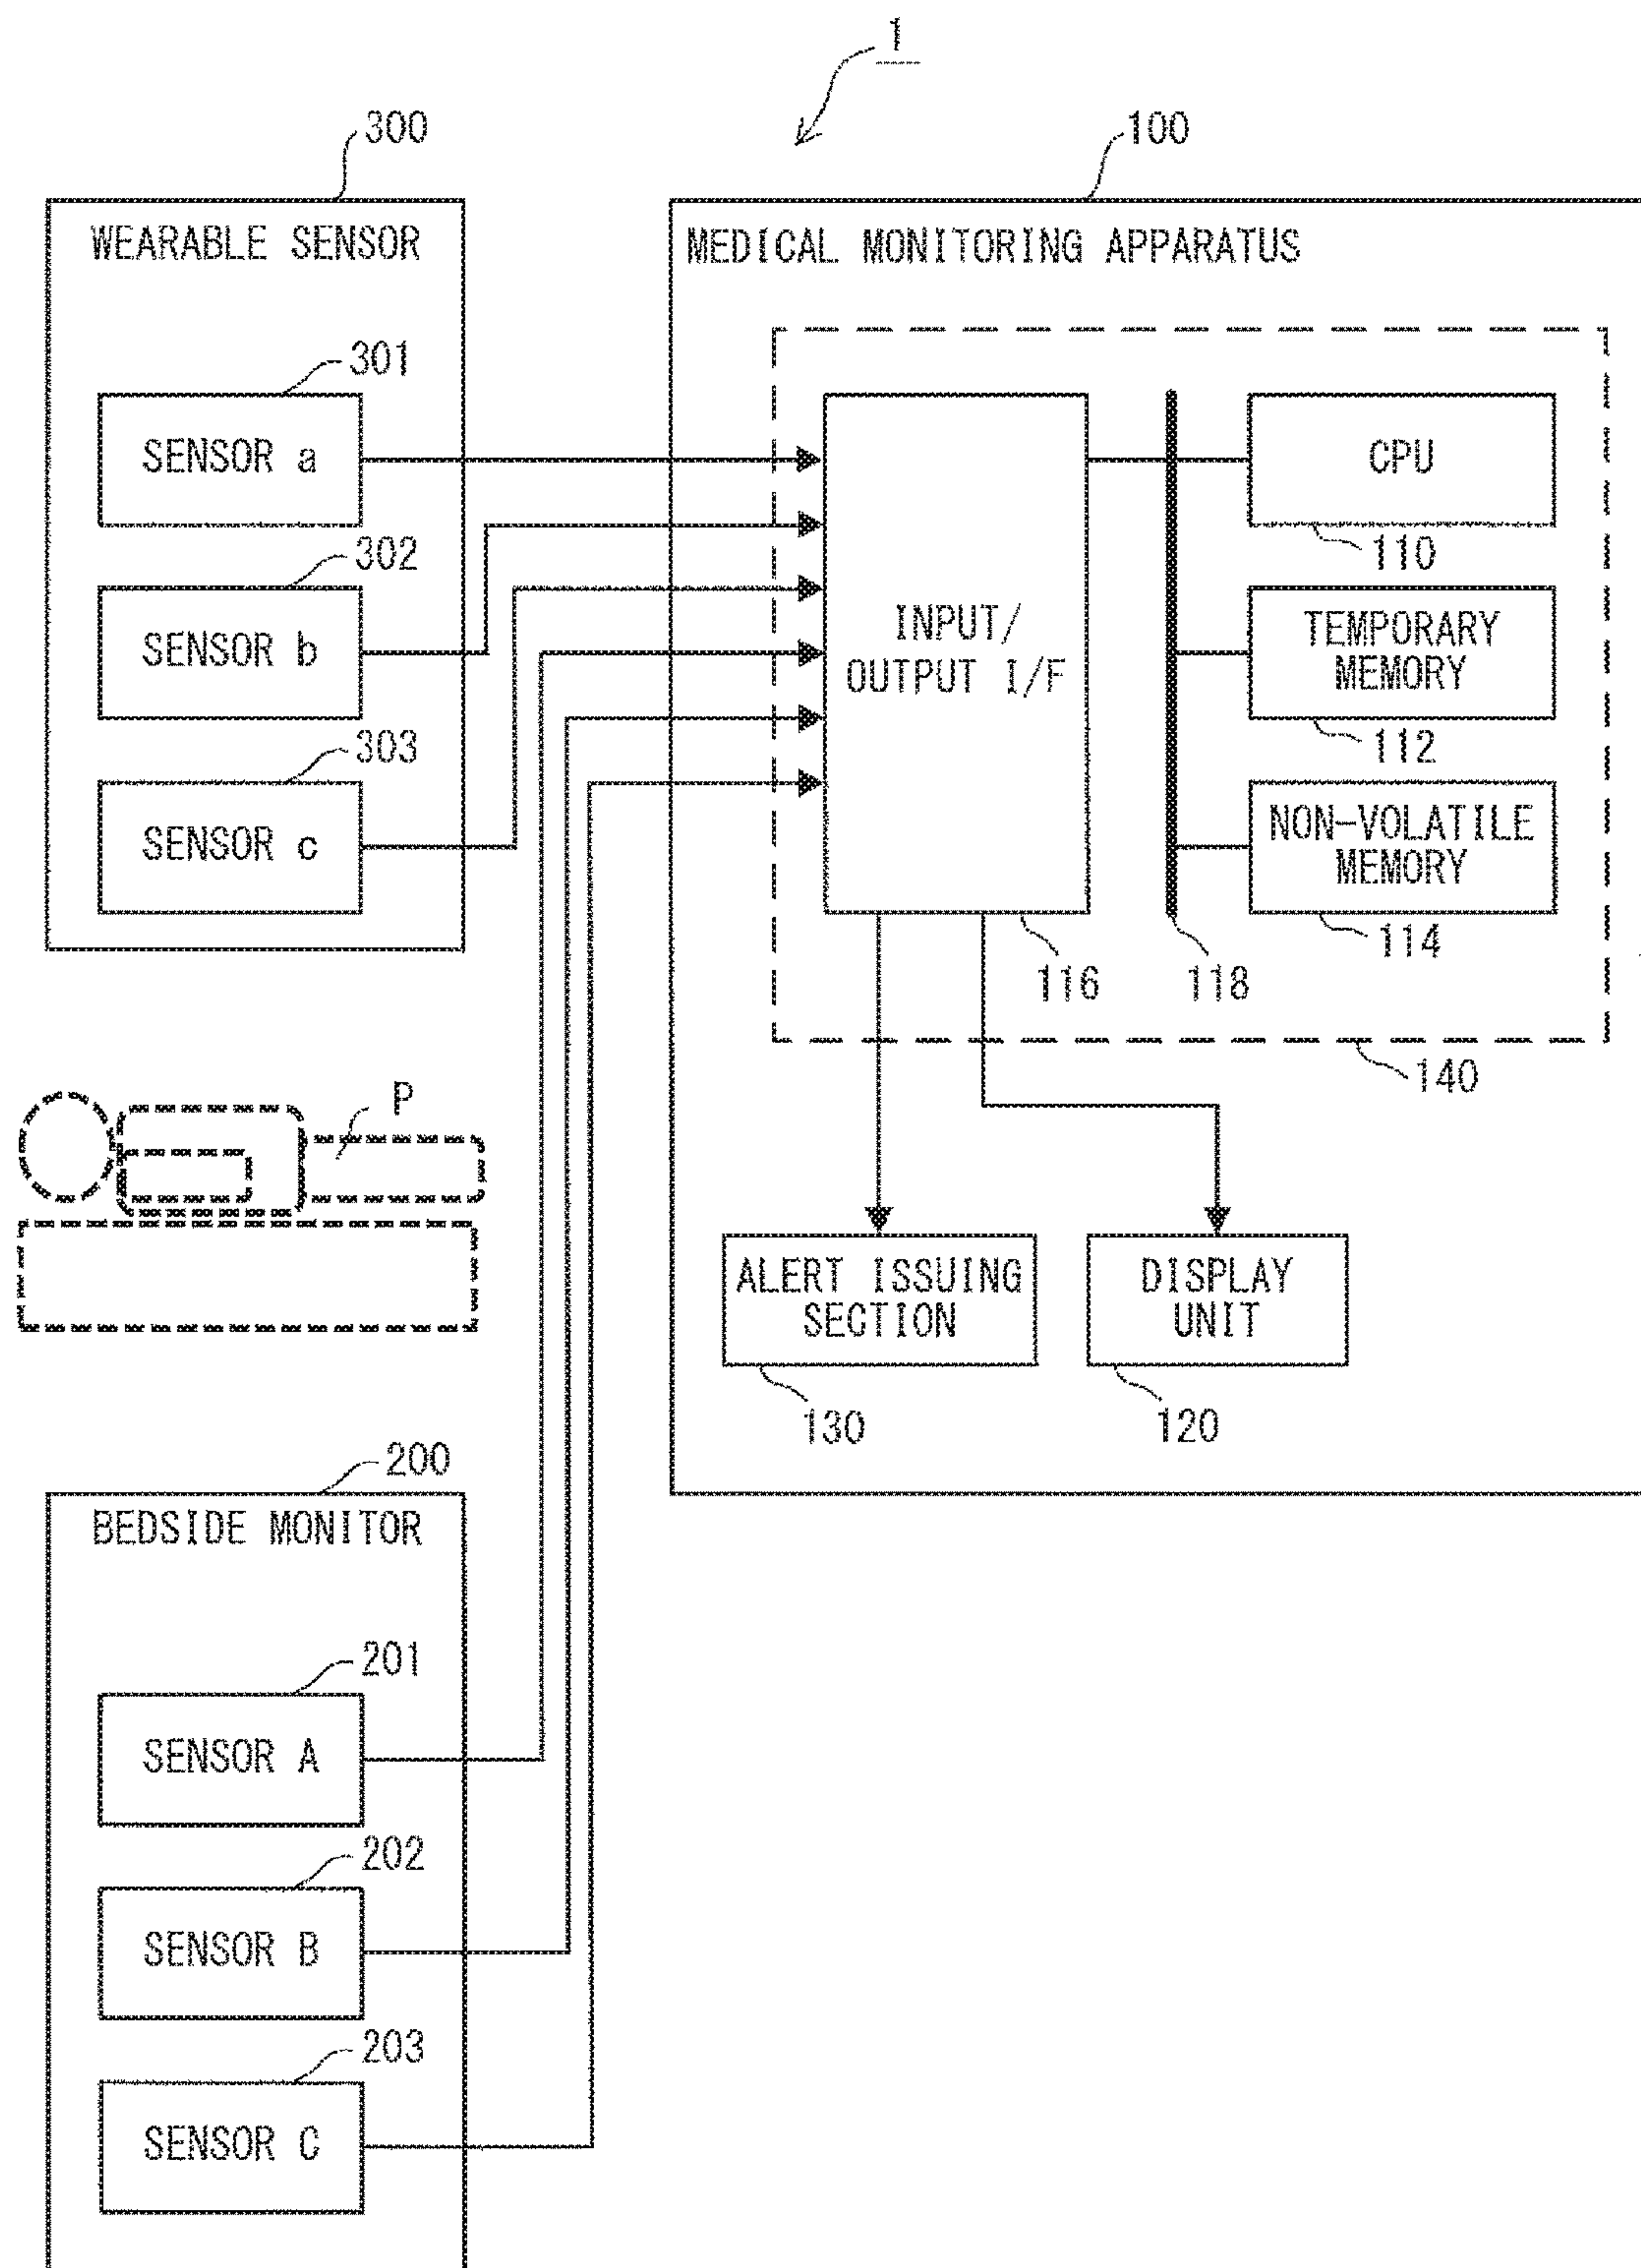 1
300
100
WEARABLE SENSOR
MEDICAL MONITORING APPARATUS
301
SENSOR a
CPU
110
302
SENSOR b
INPUT/
OUTPUT I/F
TEMPORARY
MEMORY
112
303
SENSOR c
NON-VOLATILE
MEMORY
114
116
118
140
P
ALERT ISSUING
SECTION
DISPLAY
UNIT
130
120
200
BEDSIDE MONITOR
201
SENSOR A
202
SENSOR B
203
SENSOR C